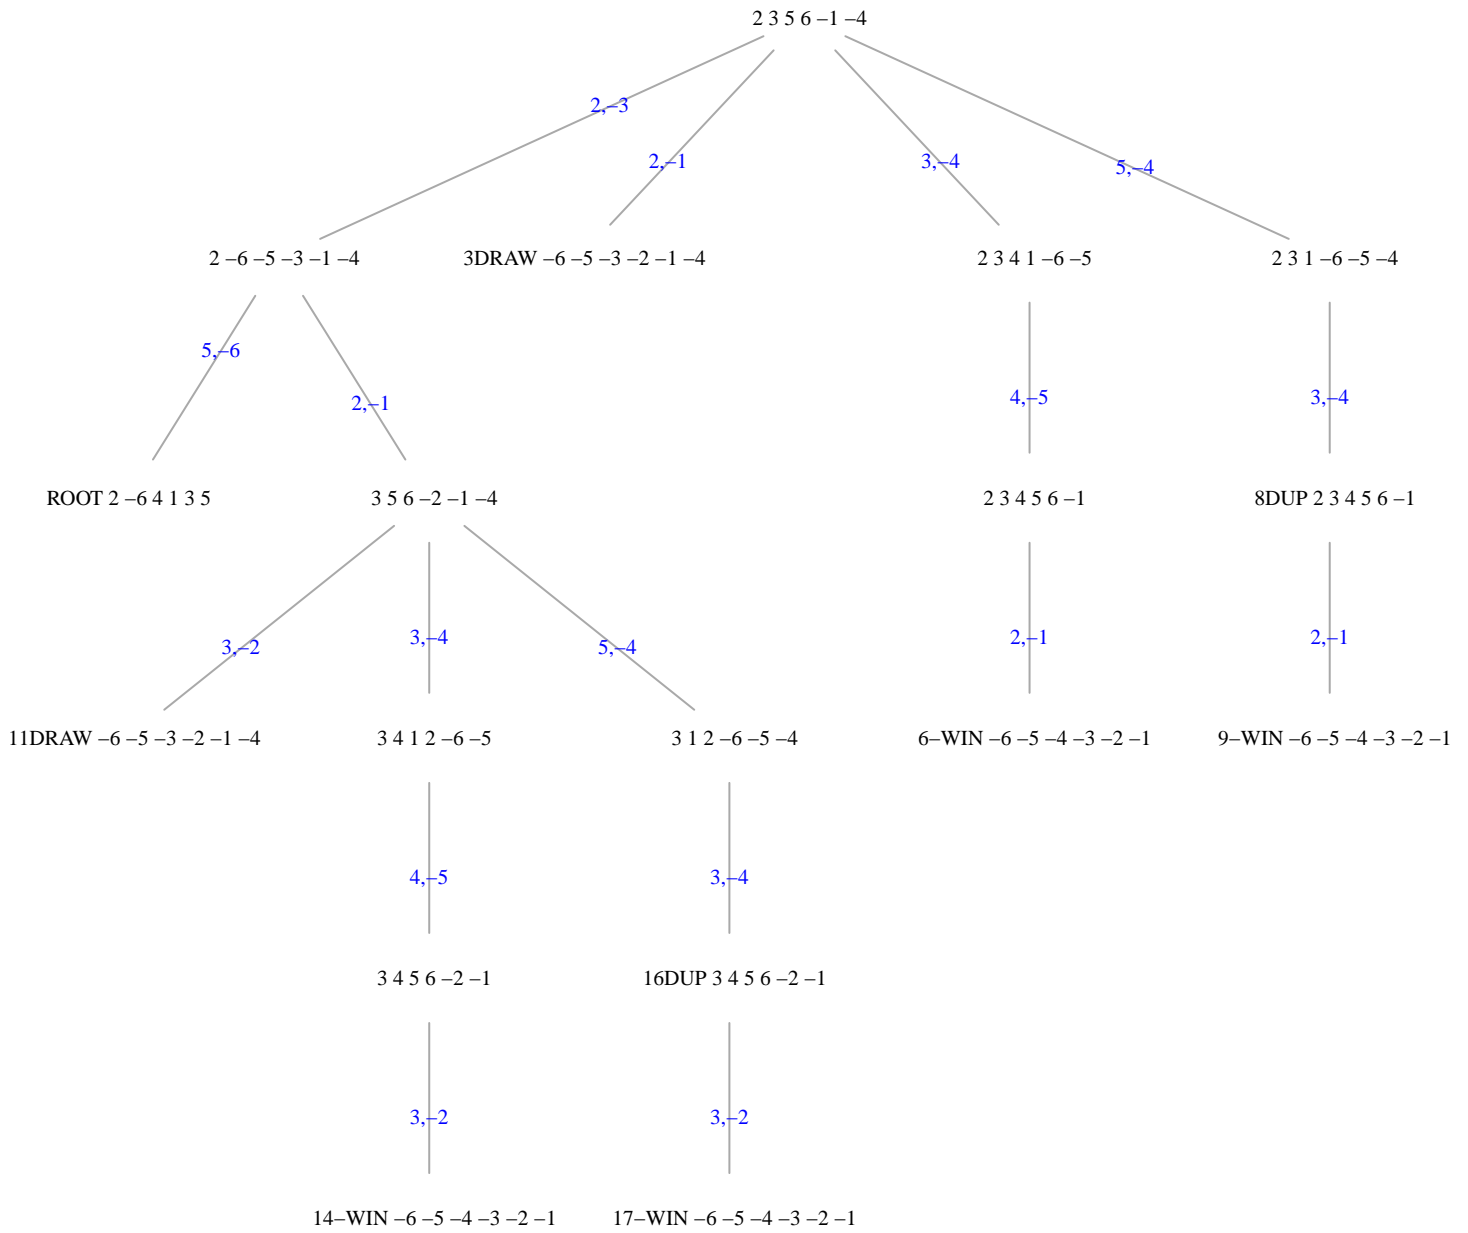 2 3 5 6 –1 –4
2,–3
2,–1
3,–4
5,–4
2 –6 –5 –3 –1 –4
3DRAW –6 –5 –3 –2 –1 –4
2 3 4 1 –6 –5
2 3 1 –6 –5 –4
5,–6
2,–1
4,–5
3,–4
ROOT 2 –6 4 1 3 5
3 5 6 –2 –1 –4
2 3 4 5 6 –1
8DUP 2 3 4 5 6 –1
3,–2
3,–4
5,–4
2,–1
2,–1
11DRAW –6 –5 –3 –2 –1 –4
3 4 1 2 –6 –5
3 1 2 –6 –5 –4
6–WIN –6 –5 –4 –3 –2 –1
9–WIN –6 –5 –4 –3 –2 –1
4,–5
3,–4
3 4 5 6 –2 –1
16DUP 3 4 5 6 –2 –1
3,–2
3,–2
14–WIN –6 –5 –4 –3 –2 –1
17–WIN –6 –5 –4 –3 –2 –1